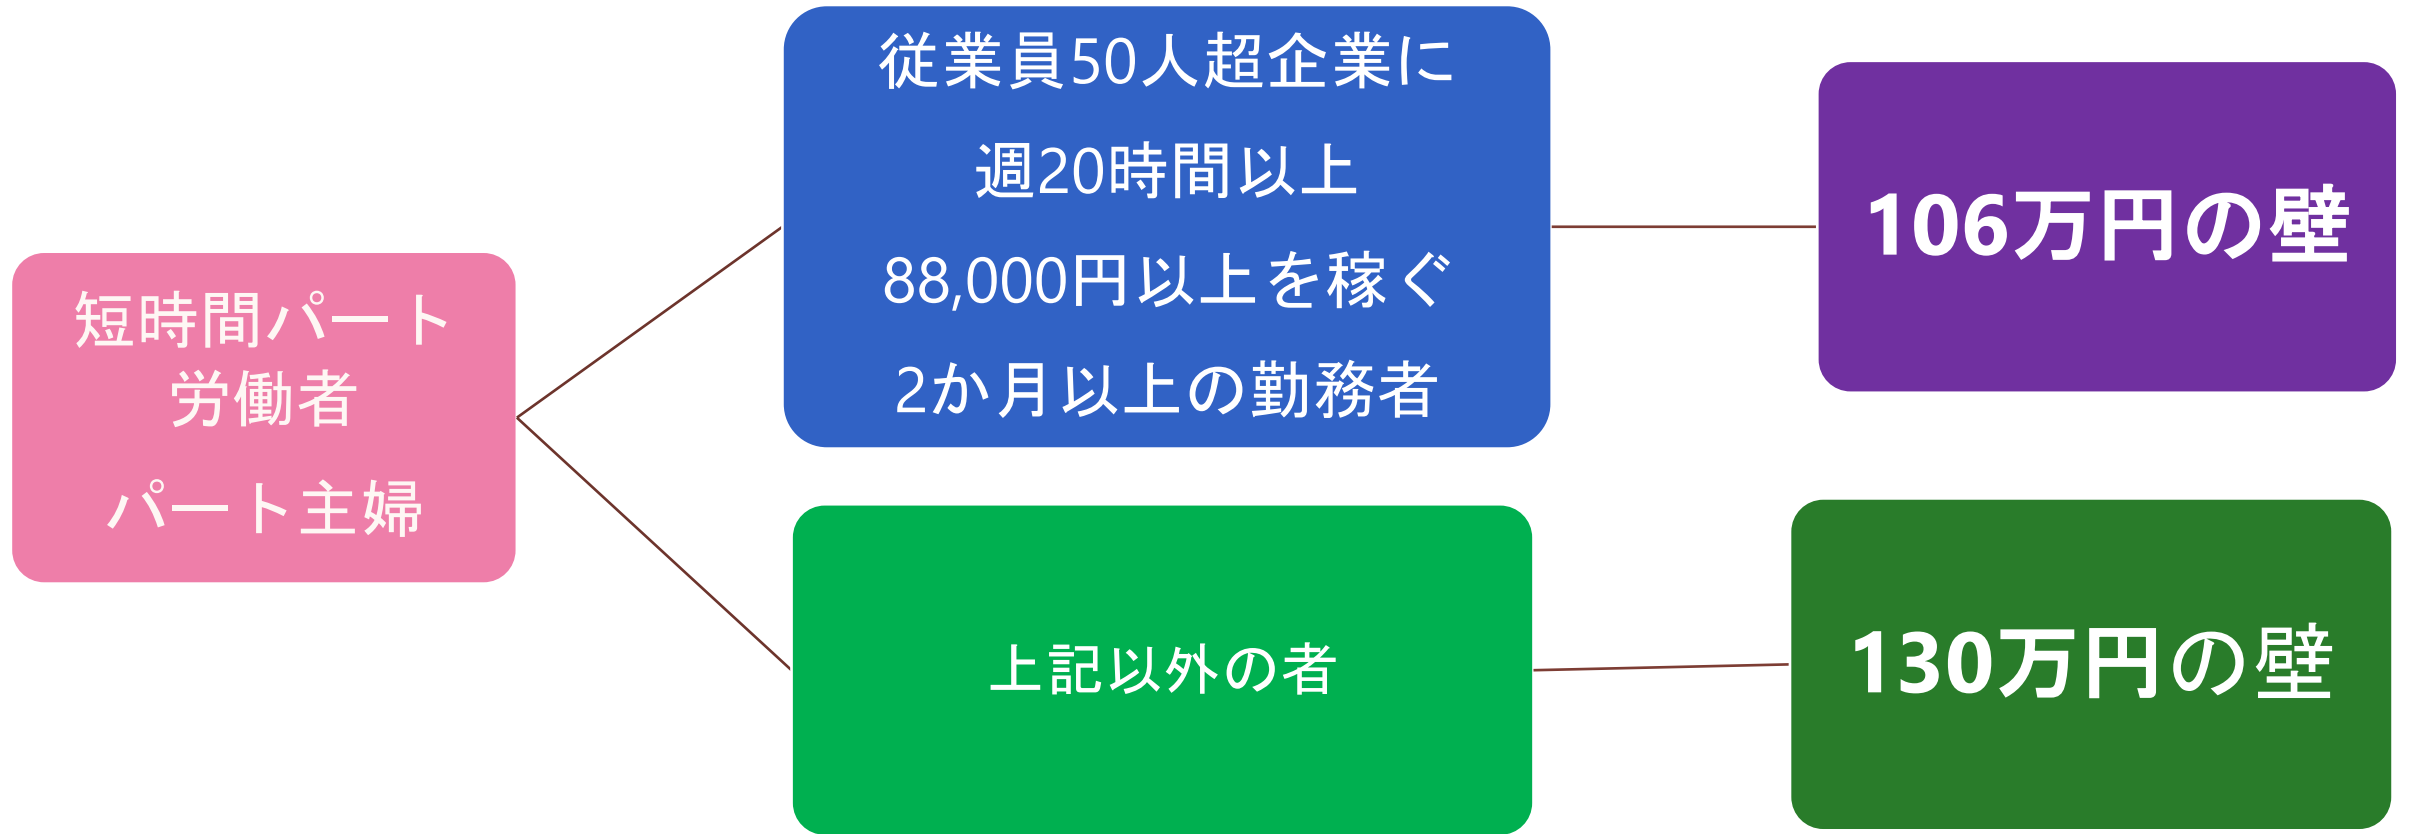 短時間パート
労働者
パート主婦
従業員50人超企業に
週20時間以上
88,000円以上を稼ぐ
2か月以上の勤務者
106万円の壁
上記以外の者
130万円の壁